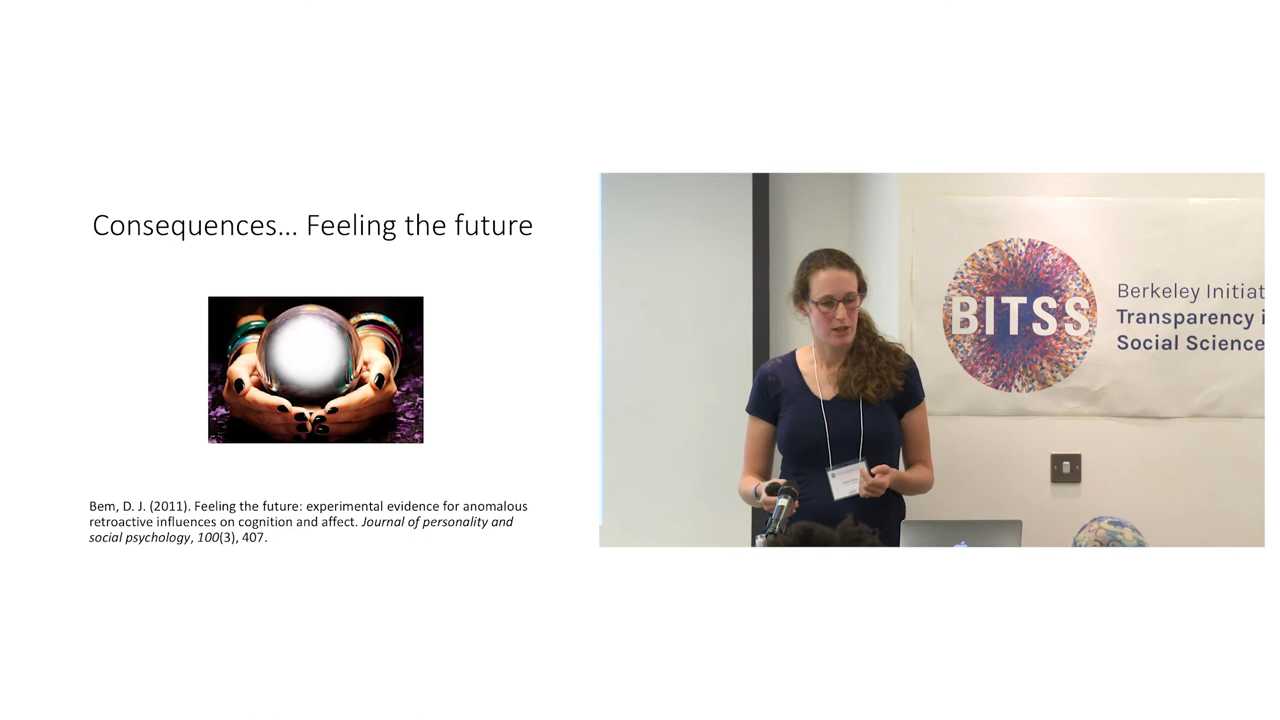 Consequences... Feeling the future
Bem, D. J. (2011). Feeling the future: experimental evidence for anomalous
retroactive influences on cognition and affect. Journal of personality and
social psychology, 100(3), 407.
BITSS
Berkeley Initiat
Transparency i
Social Science